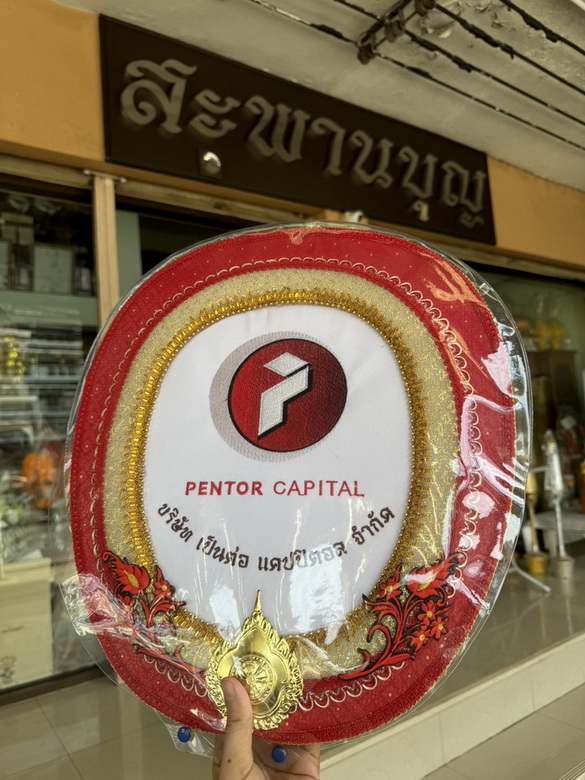 สะพานบุญ
PENTOR CAPITAL
บริษัท เป็นต่อ แคปปิตอล จำกัด